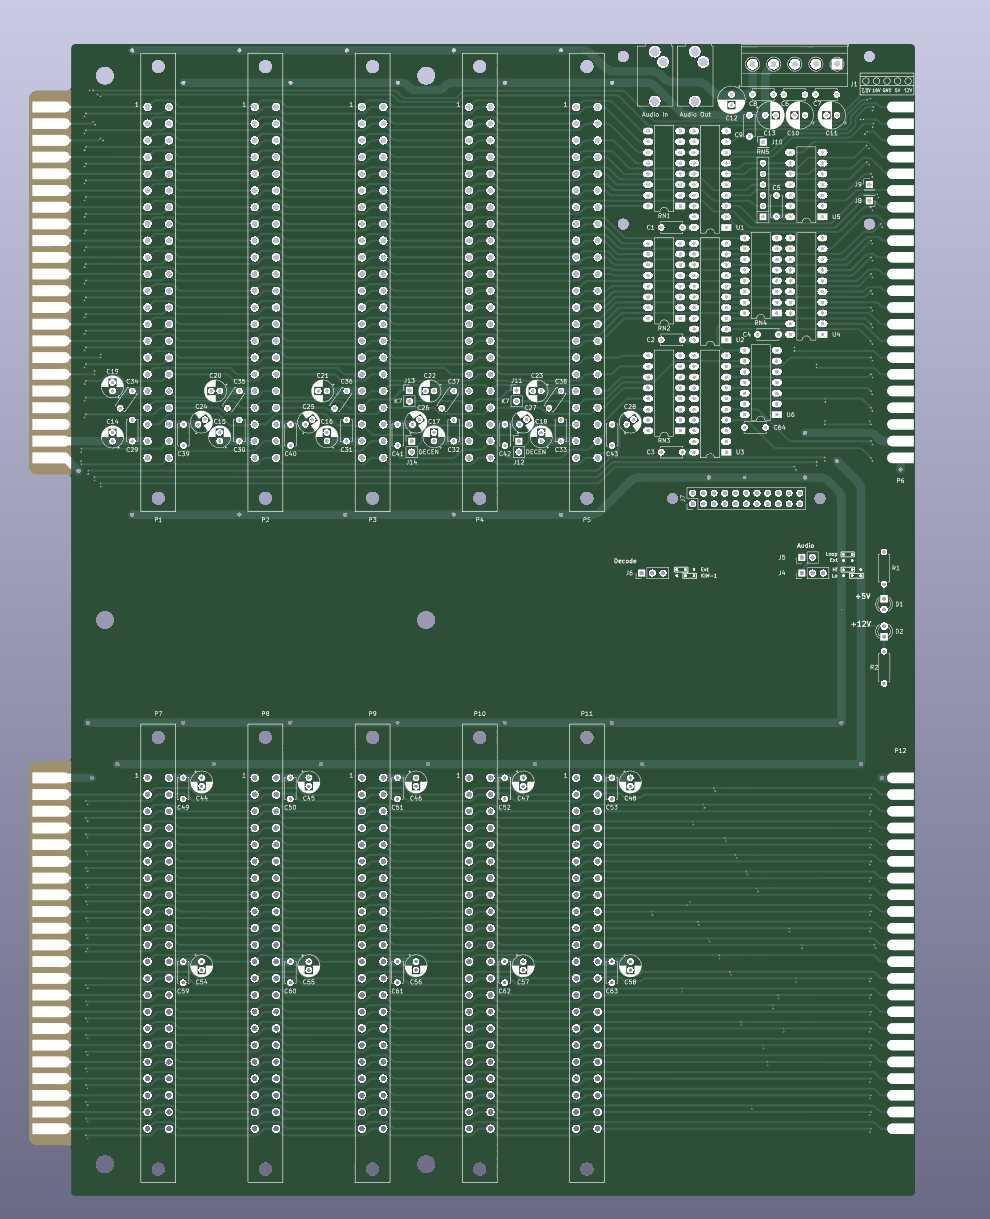 J1
7/8V 16V GND 5V 12V
C8 C6 C7
C12
Audio In Audio Out
C13 C10 C11
1 1 1 1 1
C9 J10
RN5
J9
C5
J8
RN1 U5
C1 U1
RN4
RN2
C2 U2 C4 U4
C19
C34 C20 C35 C21 C36 J13 C22 C37 J11 C23 C38
K7 K7
C24 C25 C26 C27 C28
U6
C14 C15 C16 C17 C18 C64
C29 C30 C31 C32 C33
RN3
C39 C40 C41 DECEN C42 DECEN C43 C3 U3
J14 J12
P6
J7
P1 P2 P3 P4 P5
Audio
J5 Loop
Ext
Decode
J6 Ext
KIM-1
J4 Hi
Lo
R1
+5V
D1
+12V
D2
R2
P7 P8 P9 P10 P11
P12
1 1 1 1 1
C44 C45 C46 C47 C48
C49 C50 C51 C52 C53
C54 C55 C56 C57 C58
C59 C60 C61 C62 C63